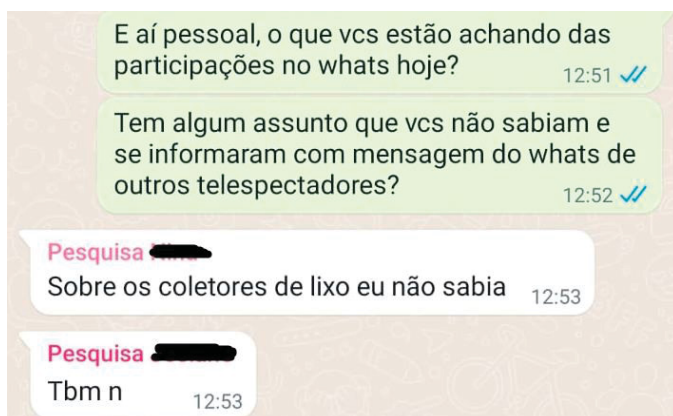 E aí pessoal, o que vcs estão achando das
participações no whats hoje?
12:51
Tem algum assunto que vcs não sabiam e
se informaram com mensagem do whats de
outros telespectadores?
12:52
Pesquisa
Sobre os coletores de lixo eu não sabia
12:53
Pesquisa
Tbm n
12:53